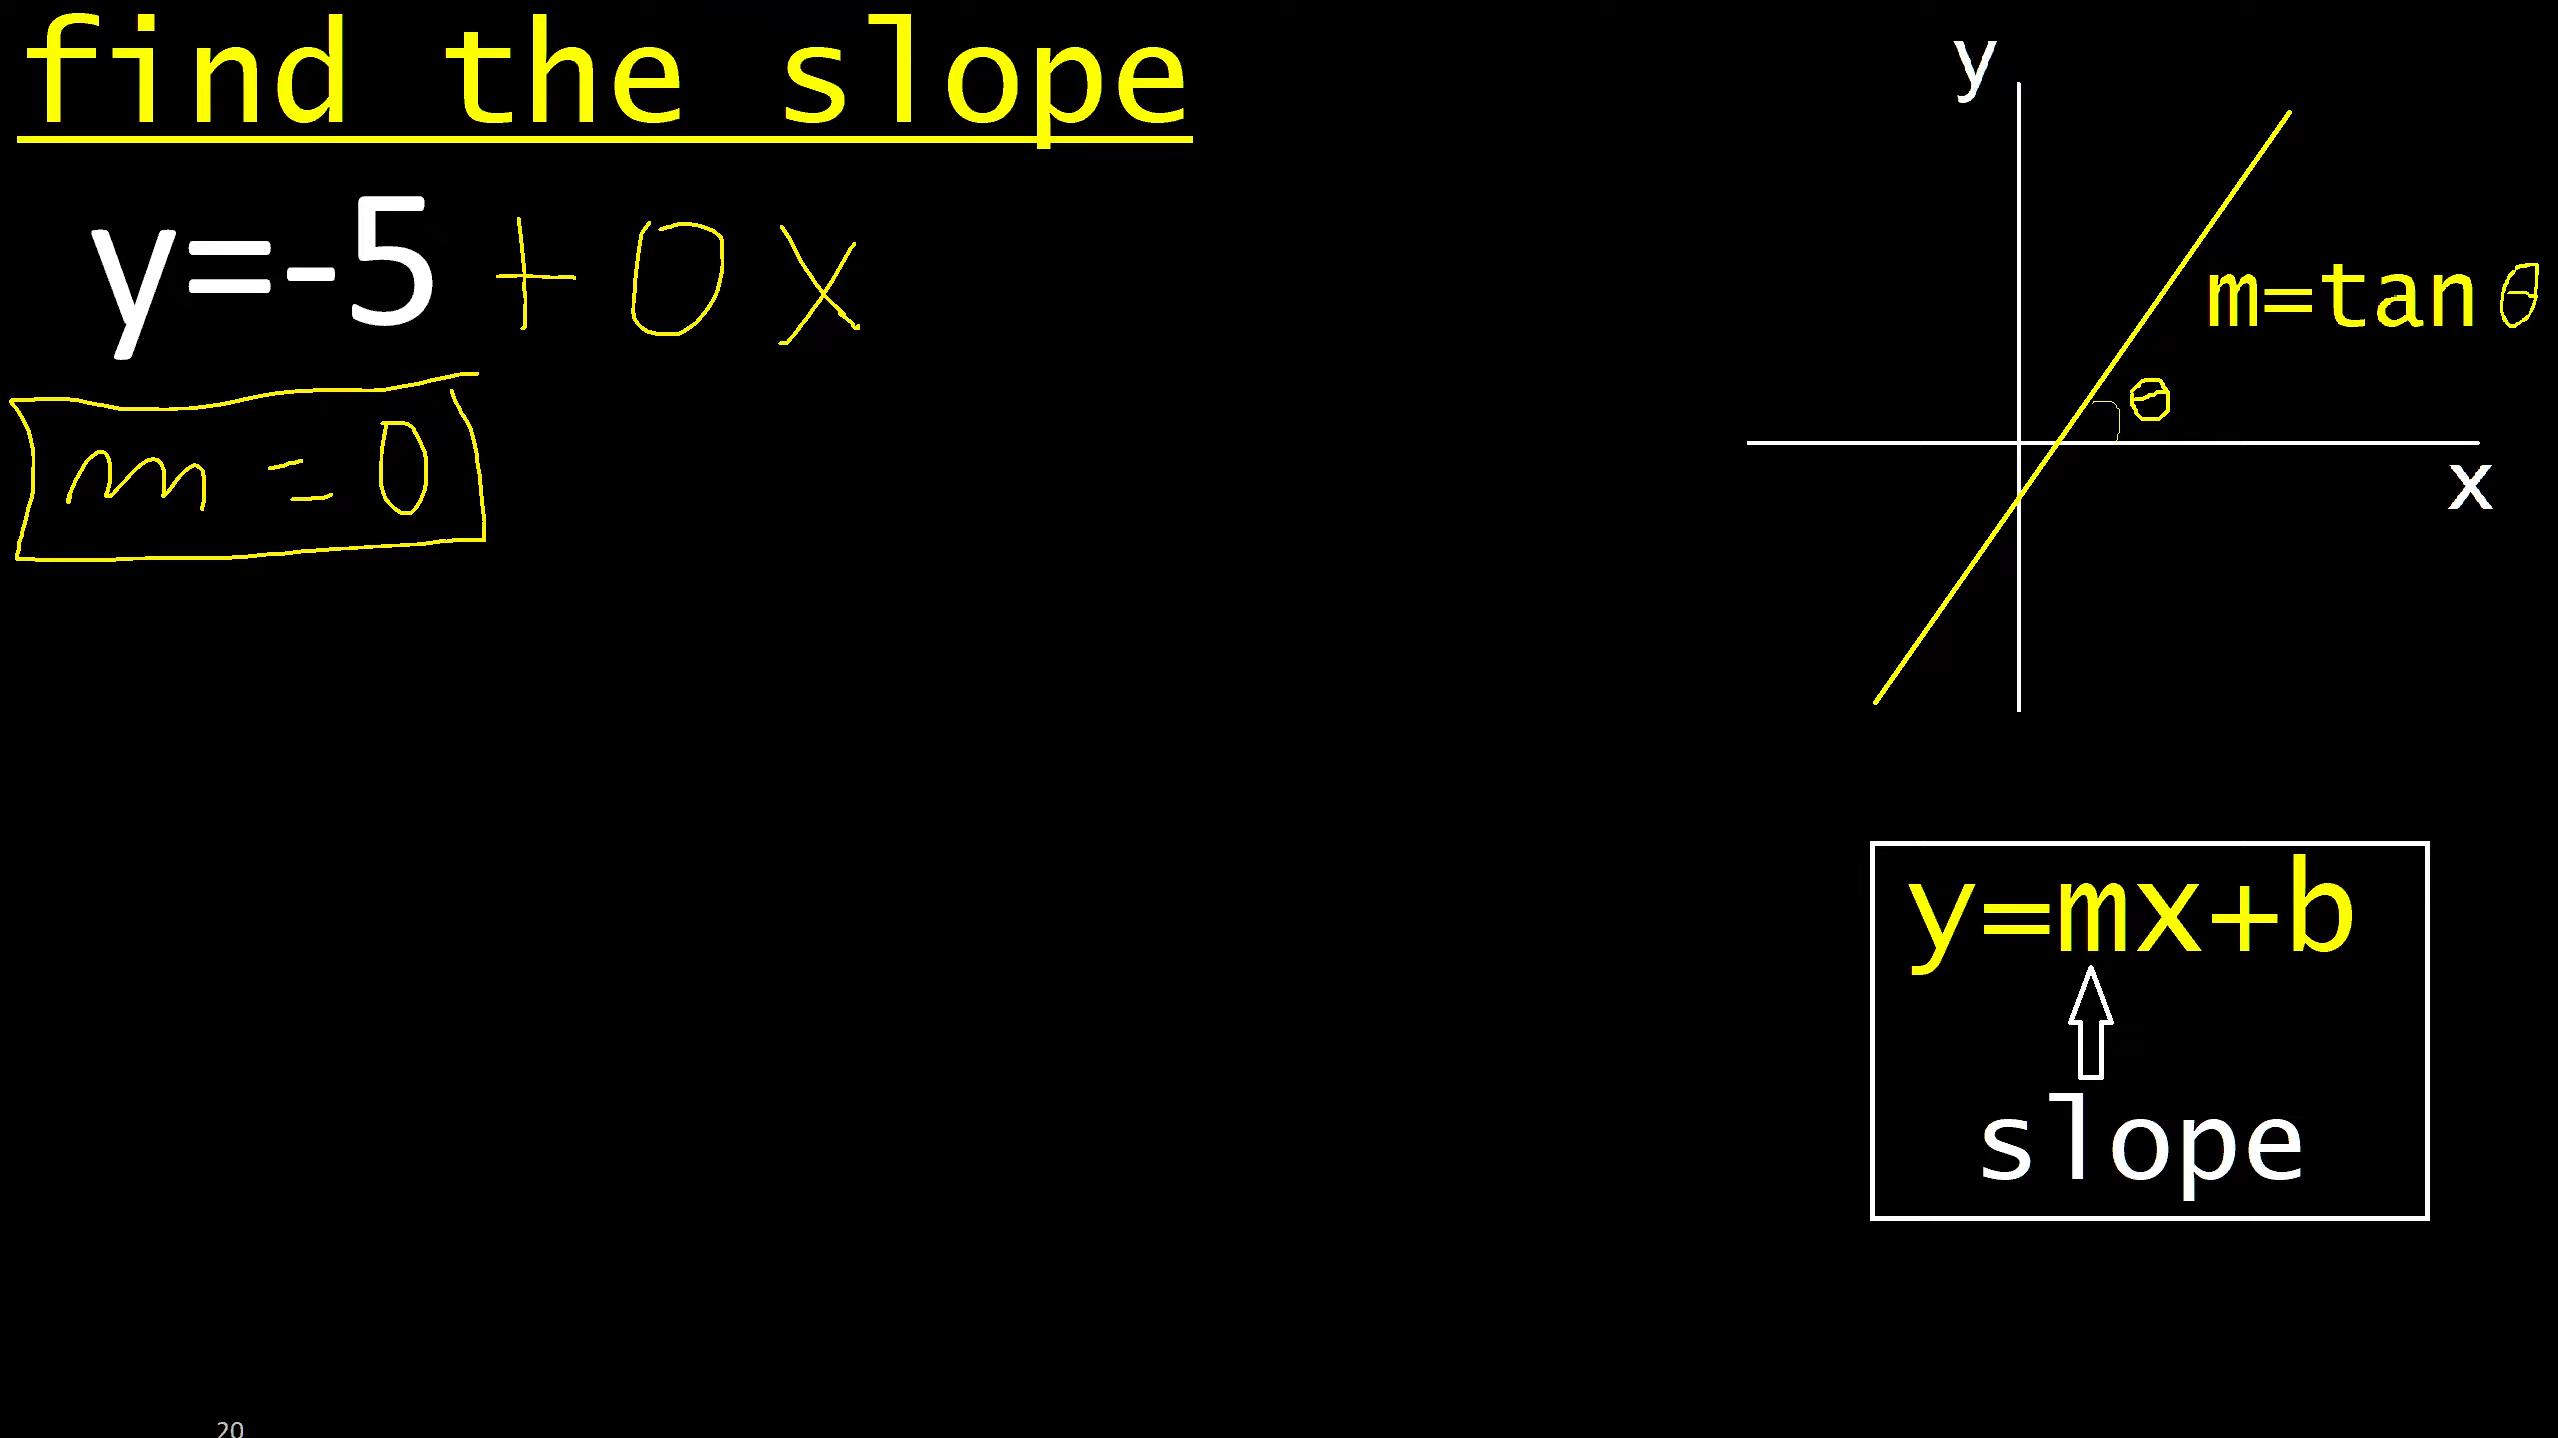 find the slope
y=-5 + 0 x
m = 0
y
m=tan θ
θ
x
y=mx+b
slope
20